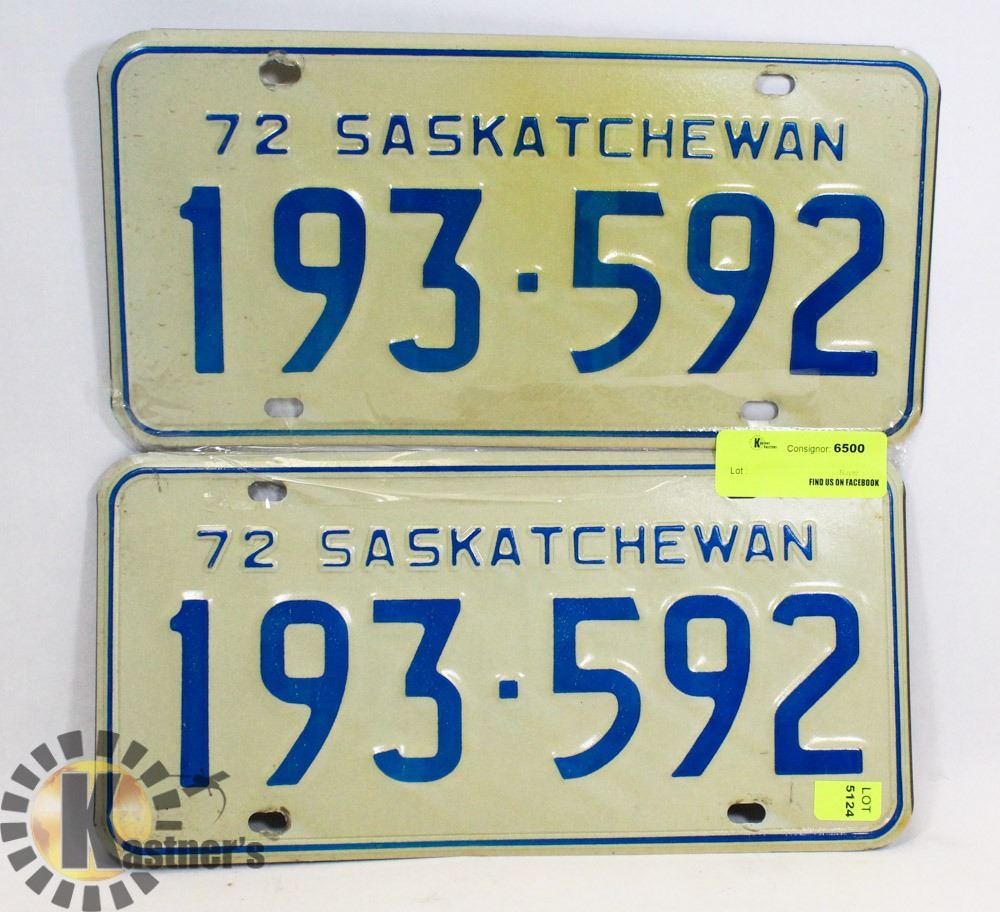 72 SASKATCHEWAN
193·592
Consignor: 6500
Lot :
Buyer
FIND US ON FACEBOOK
72 SASKATCHEWAN
193·592
LOT
5124
Kastner's